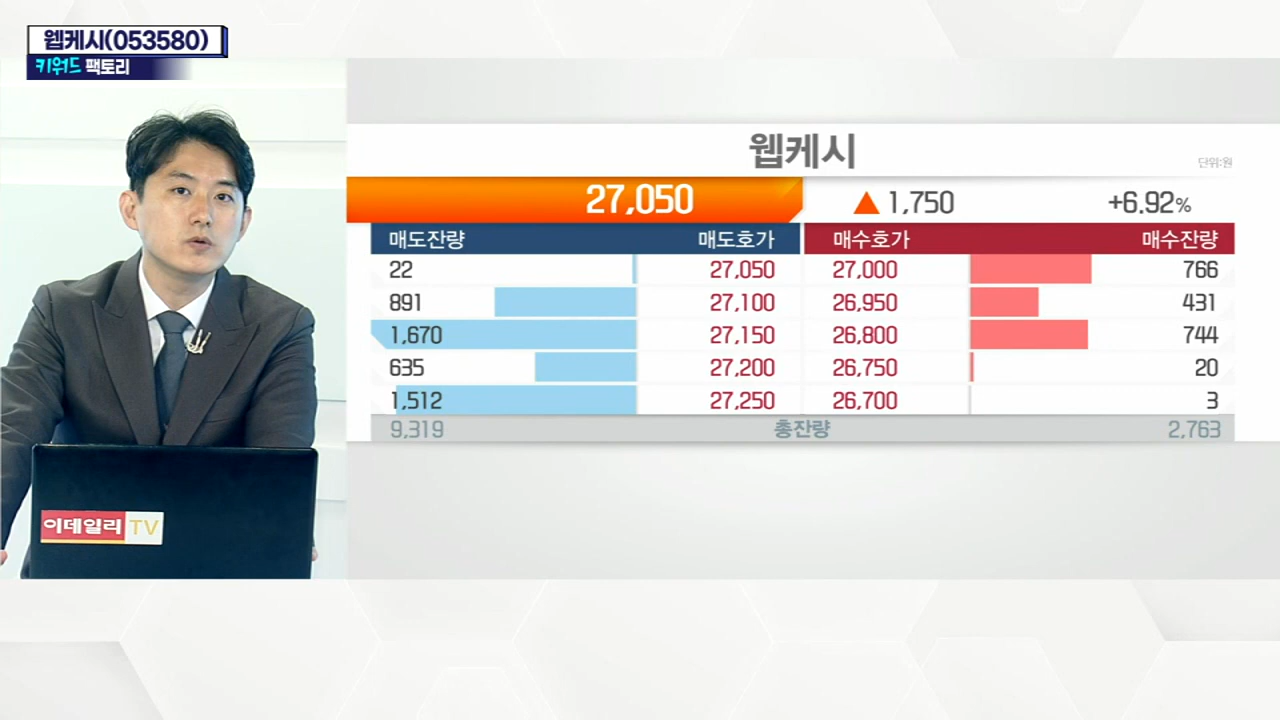 웹케시(053580)
키워드 팩토리
웹케시
단위:원
27,050 ▲ 1,750 +6.92%
매도잔량 매도호가 매수호가 매수잔량
22 27,050 27,000 766
891 27,100 26,950 431
1,670 27,150 26,800 744
635 27,200 26,750 20
1,512 27,250 26,700 3
9,319 총잔량 2,763
이데일리 TV